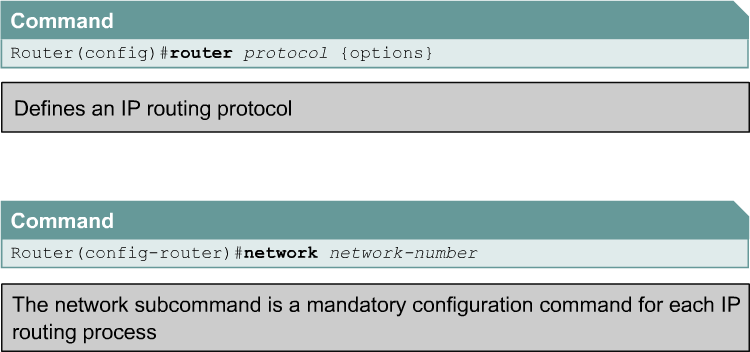 Command
Router(config)#router protocol {options}
Defines an IP routing protocol
Command
Router(config-router)#network network-number
The network subcommand is a mandatory configuration command for each IP
routing process